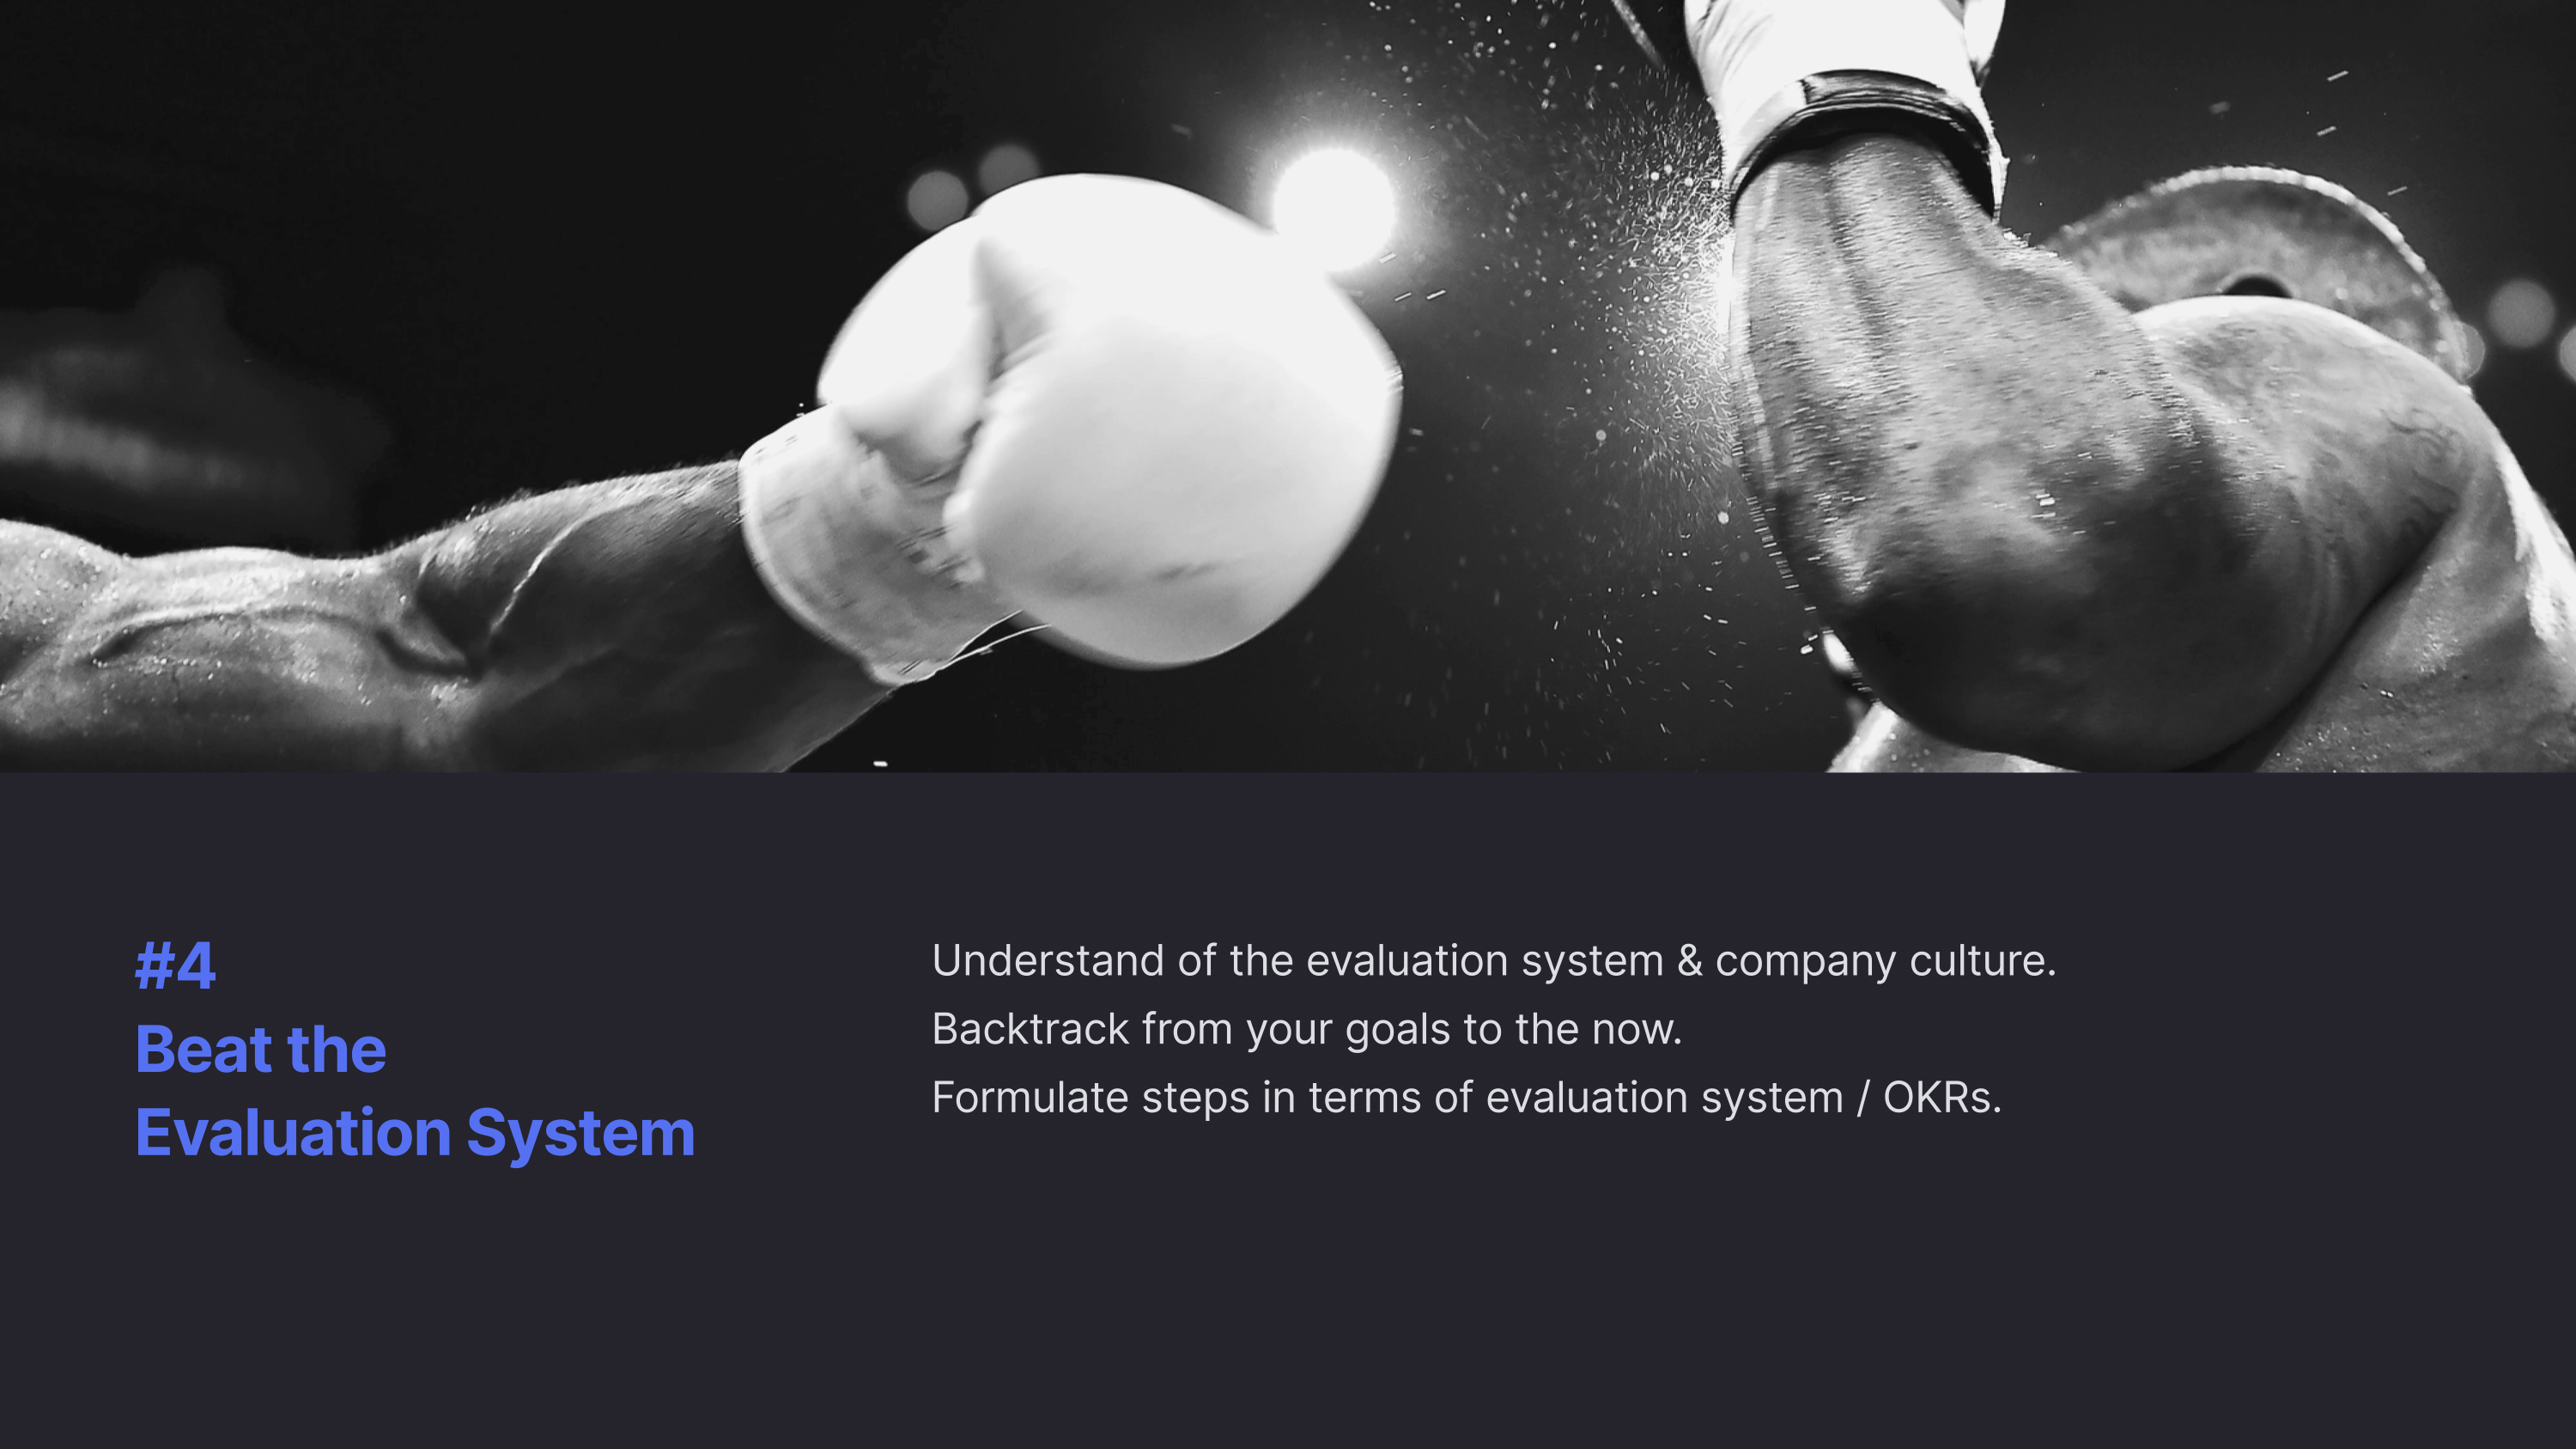 #4
Beat the
Evaluation System
Understand of the evaluation system & company culture.
Backtrack from your goals to the now.
Formulate steps in terms of evaluation system / OKRs.